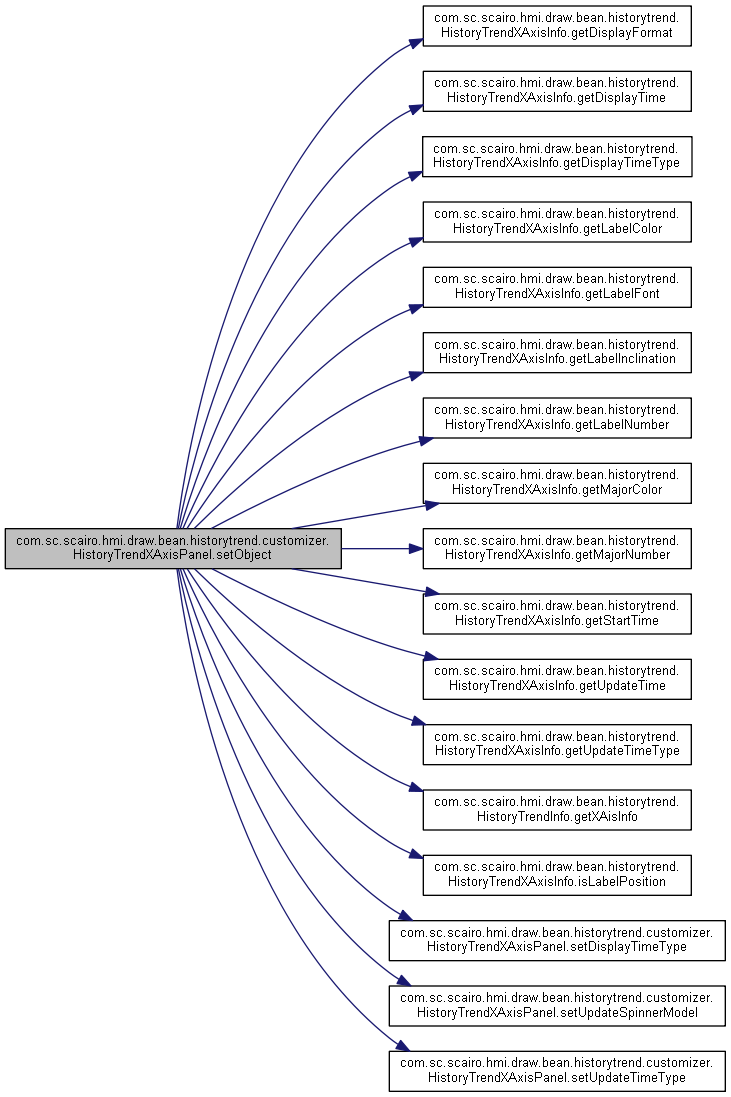 com.sc.scairo.hmi.draw.bean.historytrend.
HistoryTrendXAxisInfo.getDisplayFormat
com.sc.scairo.hmi.draw.bean.historytrend.
HistoryTrendXAxisInfo.getDisplayTime
com.sc.scairo.hmi.draw.bean.historytrend.
HistoryTrendXAxisInfo.getDisplayTimeType
com.sc.scairo.hmi.draw.bean.historytrend.
HistoryTrendXAxisInfo.getLabelColor
com.sc.scairo.hmi.draw.bean.historytrend.
HistoryTrendXAxisInfo.getLabelFont
com.sc.scairo.hmi.draw.bean.historytrend.
HistoryTrendXAxisInfo.getLabelInclination
com.sc.scairo.hmi.draw.bean.historytrend.
HistoryTrendXAxisInfo.getLabelNumber
com.sc.scairo.hmi.draw.bean.historytrend.
HistoryTrendXAxisInfo.getMajorColor
com.sc.scairo.hmi.draw.bean.historytrend.customizer.
HistoryTrendXAxisPanel.setObject
com.sc.scairo.hmi.draw.bean.historytrend.
HistoryTrendXAxisInfo.getMajorNumber
com.sc.scairo.hmi.draw.bean.historytrend.
HistoryTrendXAxisInfo.getStartTime
com.sc.scairo.hmi.draw.bean.historytrend.
HistoryTrendXAxisInfo.getUpdateTime
com.sc.scairo.hmi.draw.bean.historytrend.
HistoryTrendXAxisInfo.getUpdateTimeType
com.sc.scairo.hmi.draw.bean.historytrend.
HistoryTrendInfo.getXAisInfo
com.sc.scairo.hmi.draw.bean.historytrend.
HistoryTrendXAxisInfo.isLabelPosition
com.sc.scairo.hmi.draw.bean.historytrend.customizer.
HistoryTrendXAxisPanel.setDisplayTimeType
com.sc.scairo.hmi.draw.bean.historytrend.customizer.
HistoryTrendXAxisPanel.setUpdateSpinnerModel
com.sc.scairo.hmi.draw.bean.historytrend.customizer.
HistoryTrendXAxisPanel.setUpdateTimeType